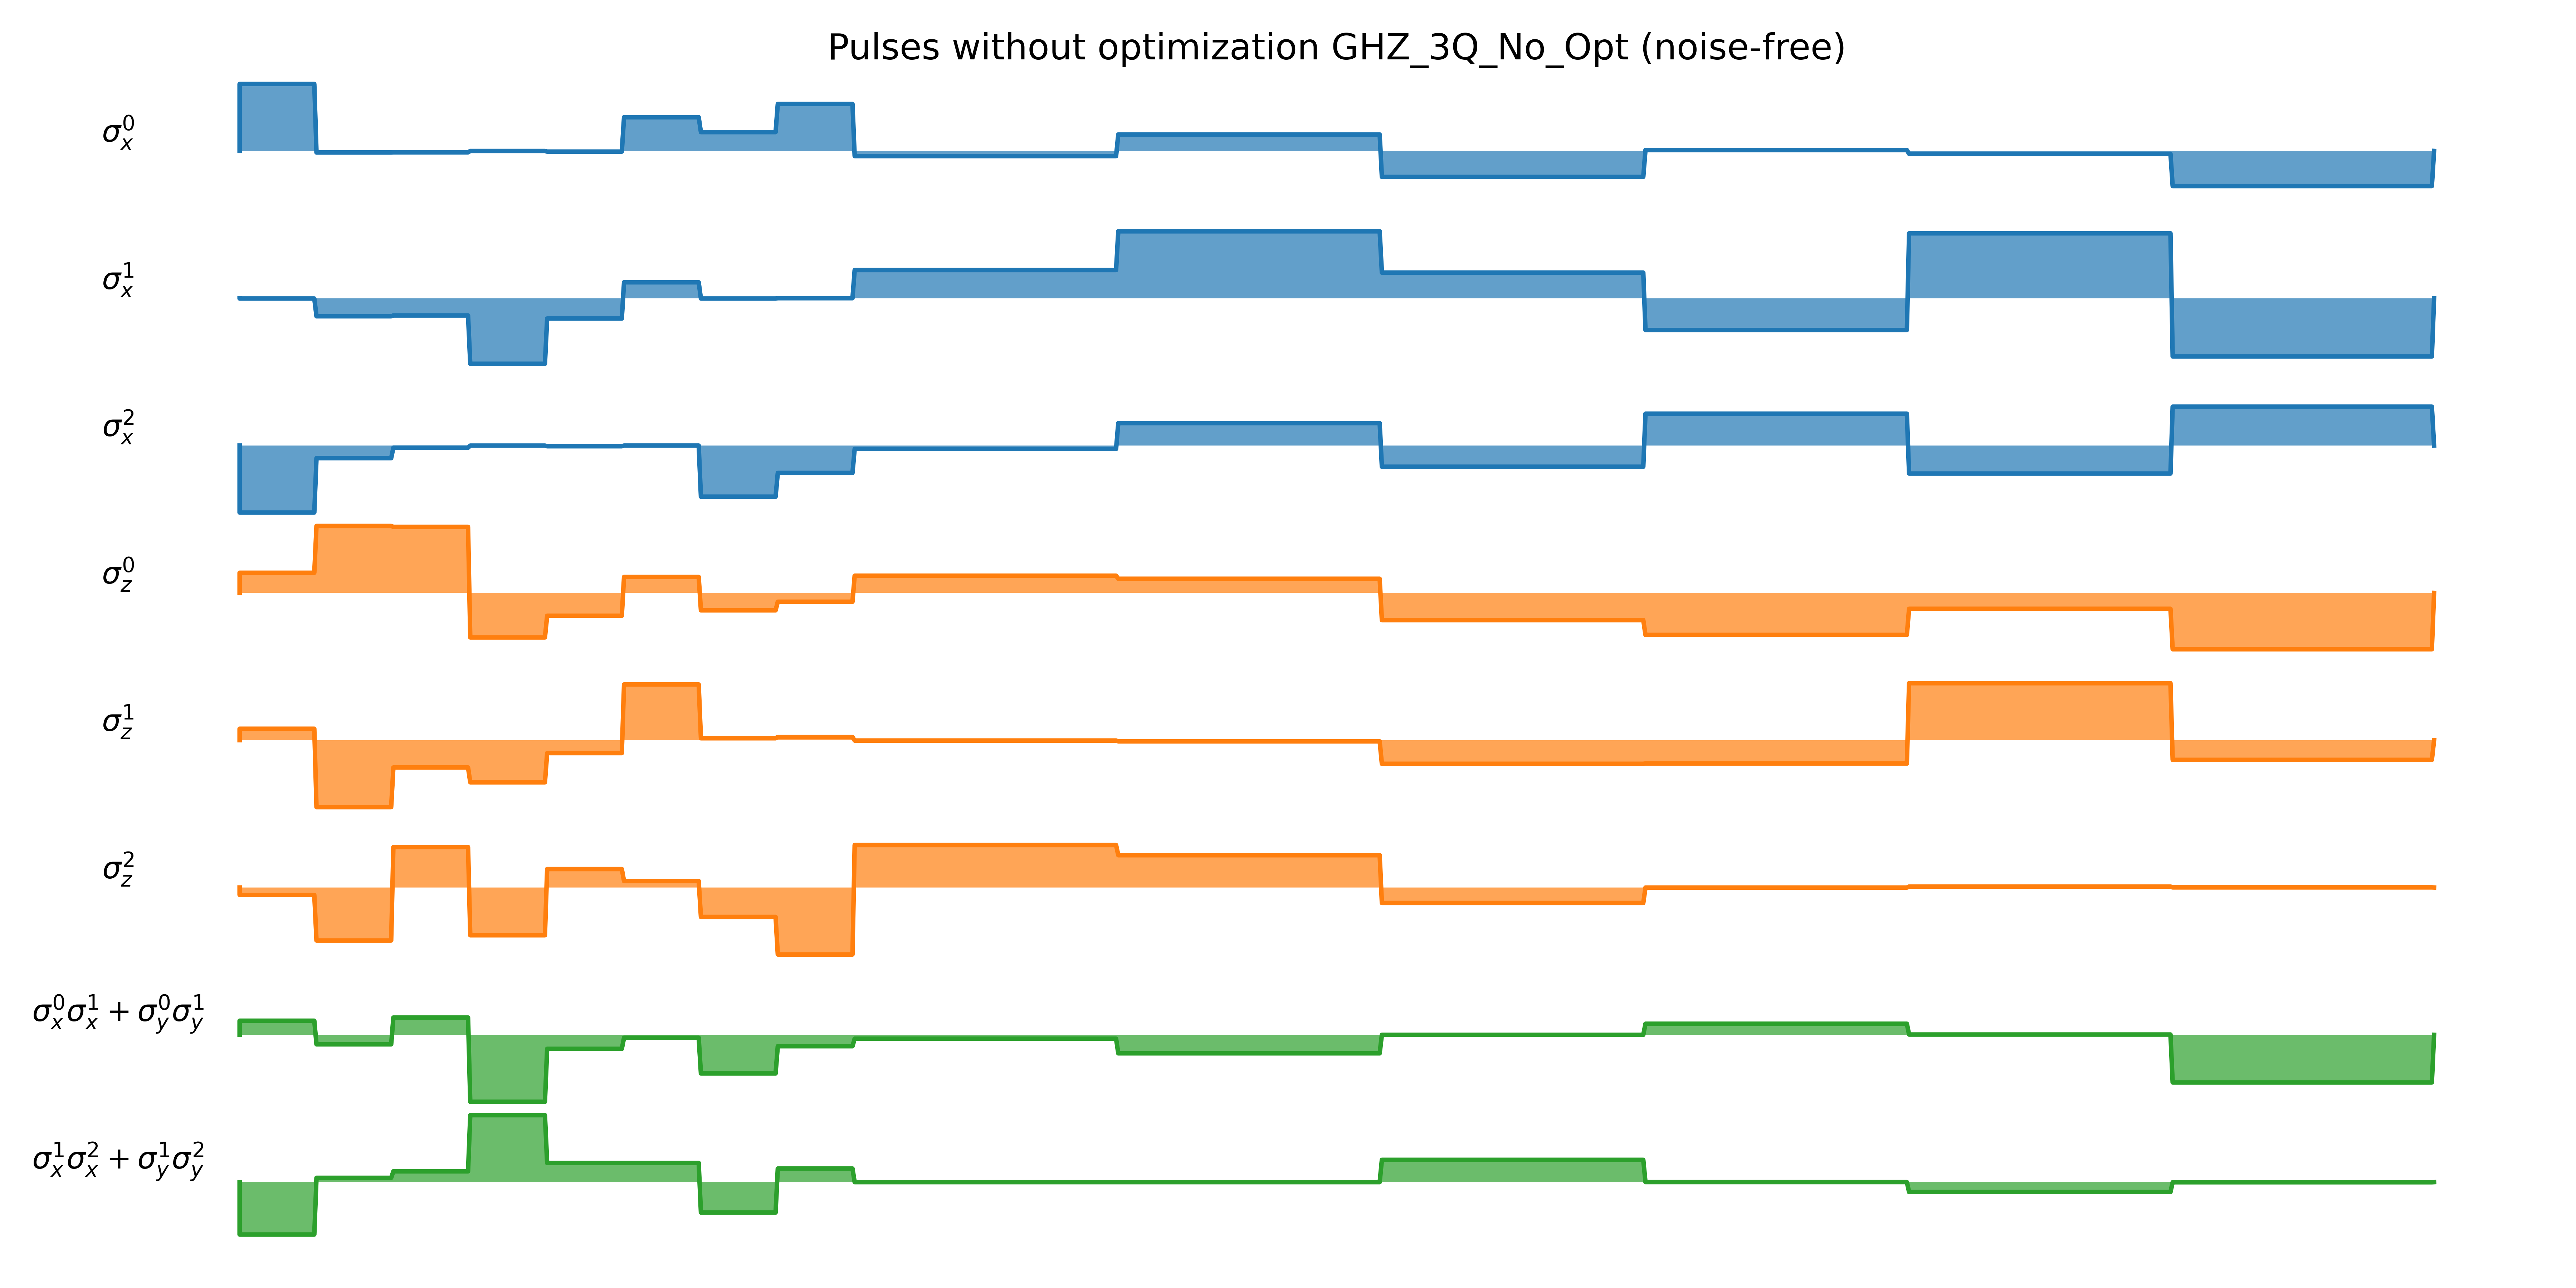 Pulses without optimization GHZ_3Q_No_Opt (noise-free)
σ_x^0
σ_x^1
σ_x^2
σ_z^0
σ_z^1
σ_z^2
σ_x^0σ_x^1 + σ_y^0σ_y^1
σ_x^1σ_x^2 + σ_y^1σ_y^2